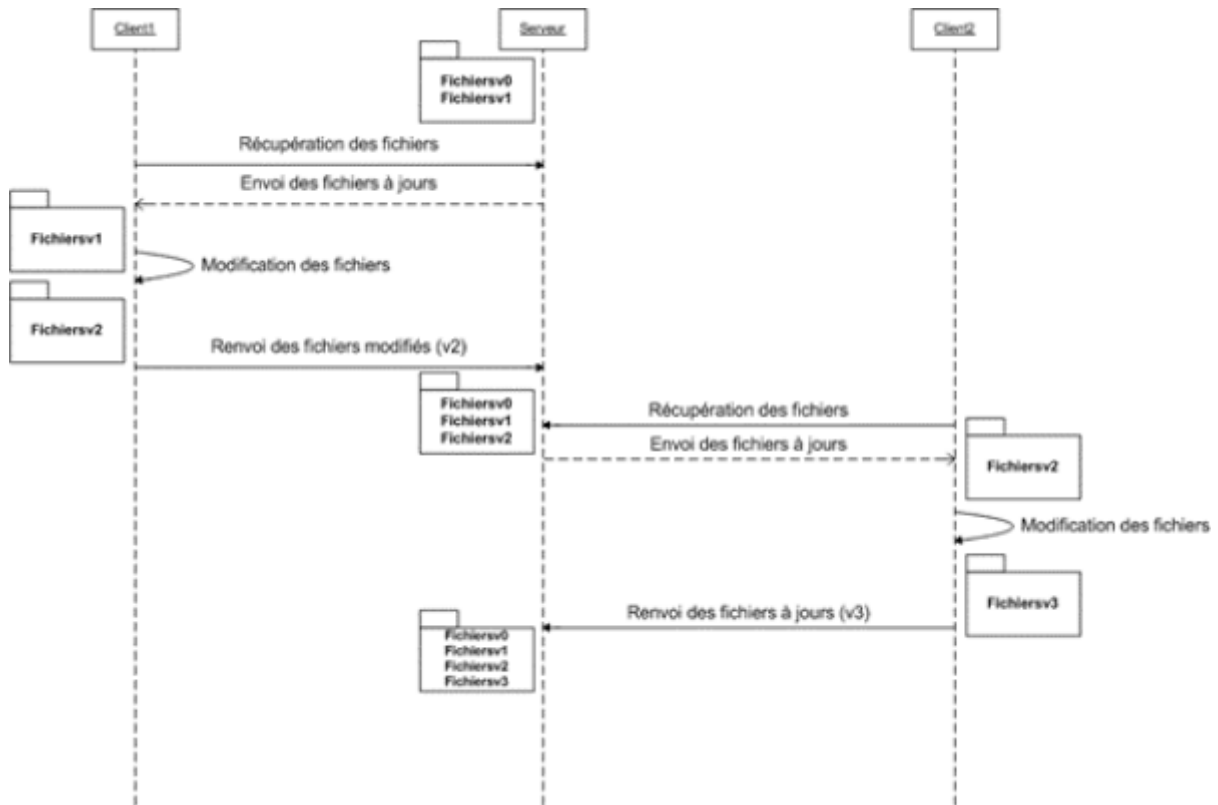 Client1
Serveur
Client2
Fichiersv0
Fichiersv1
Récupération des fichiers
Envoi des fichiers à jours
Fichiersv1
Modification des fichiers
Fichiersv2
Renvoi des fichiers modifiés (v2)
Fichiersv0
Fichiersv1
Fichiersv2
Récupération des fichiers
Envoi des fichiers à jours
Fichiersv2
Modification des fichiers
Fichiersv3
Renvoi des fichiers à jours (v3)
Fichiersv0
Fichiersv1
Fichiersv2
Fichiersv3